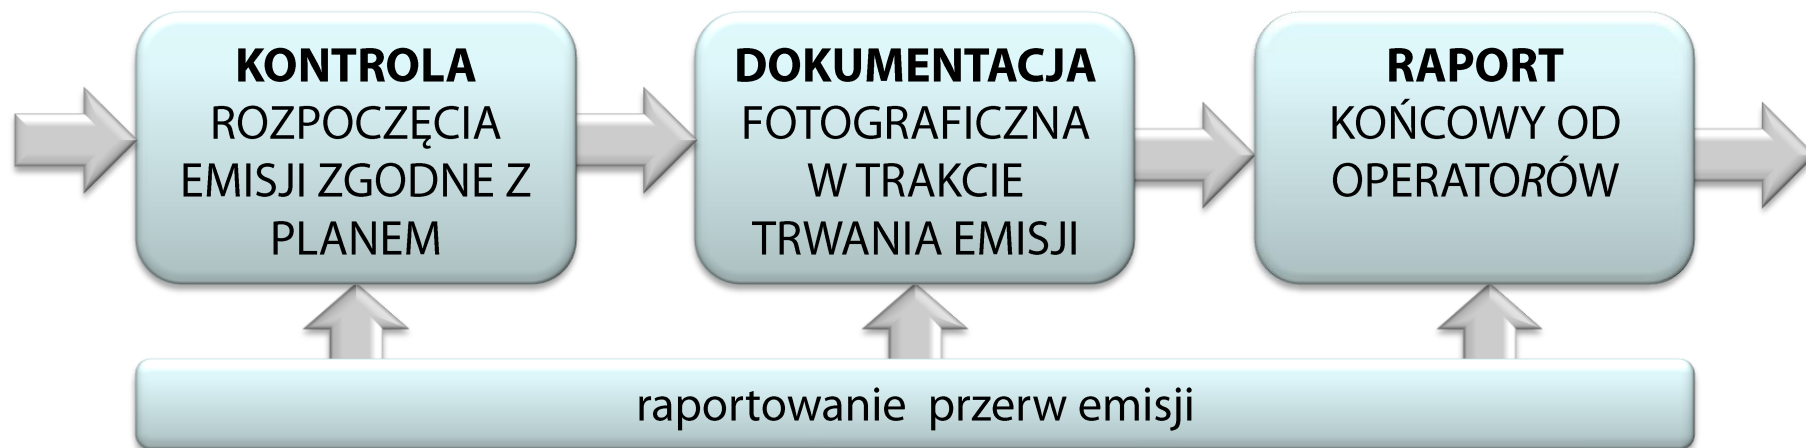 KONTROLA
ROZPOCZĘCIA
EMISJI ZGODNE Z
PLANEM
DOKUMENTACJA
FOTOGRAFICZNA
W TRAKCIE
TRWANIA EMISJI
RAPORT
KOŃCOWY OD
OPERATORÓW
raportowanie przerw emisji